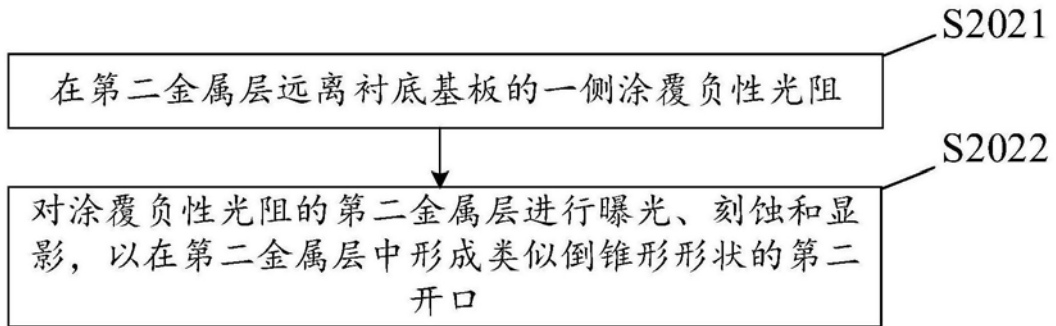 S2021
在第二金属层远离衬底基板的一侧涂覆负性光阻
S2022
对涂覆负性光阻的第二金属层进行曝光、刻蚀和显
影，以在第二金属层中形成类似倒锥形形状的第二
开口